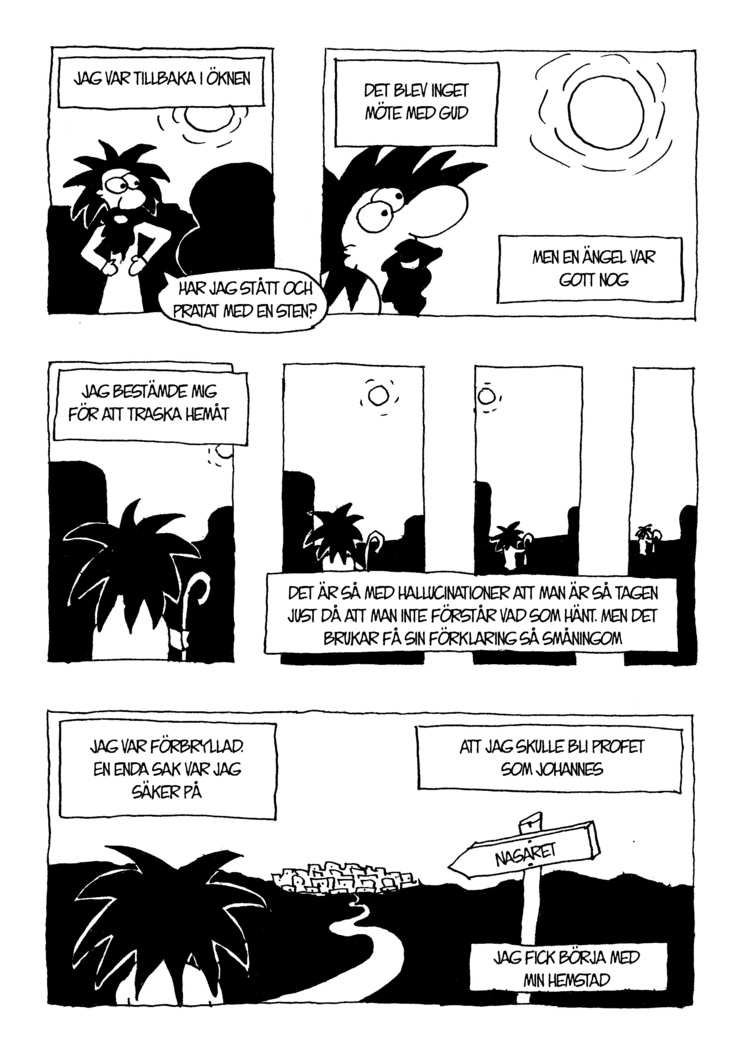 JAG VAR TILLBAKA I ÖKNEN
HAR JAG STÅTT OCH
PRATAT MED EN STEN?
DET BLEV INGET
MÖTE MED GUD
MEN EN ÄNGEL VAR
GOTT NOG
JAG BESTÄMDE MIG
FÖR ATT TRASKA HEMÅT
DET ÄR SÅ MED HALLUCINATIONER ATT MAN ÄR SÅ TAGEN
JUST DÅ ATT MAN INTE FÖRSTÅR VAD SOM HÄNT. MEN DET
BRUKAR FÅ SIN FÖRKLARING SÅ SMÅNINGOM
JAG VAR FÖRBRYLLAD.
EN ENDA SAK VAR JAG
SÄKER PÅ
ATT JAG SKULLE BLI PROFET
SOM JOHANNES
NASARET
JAG FICK BÖRJA MED
MIN HEMSTAD